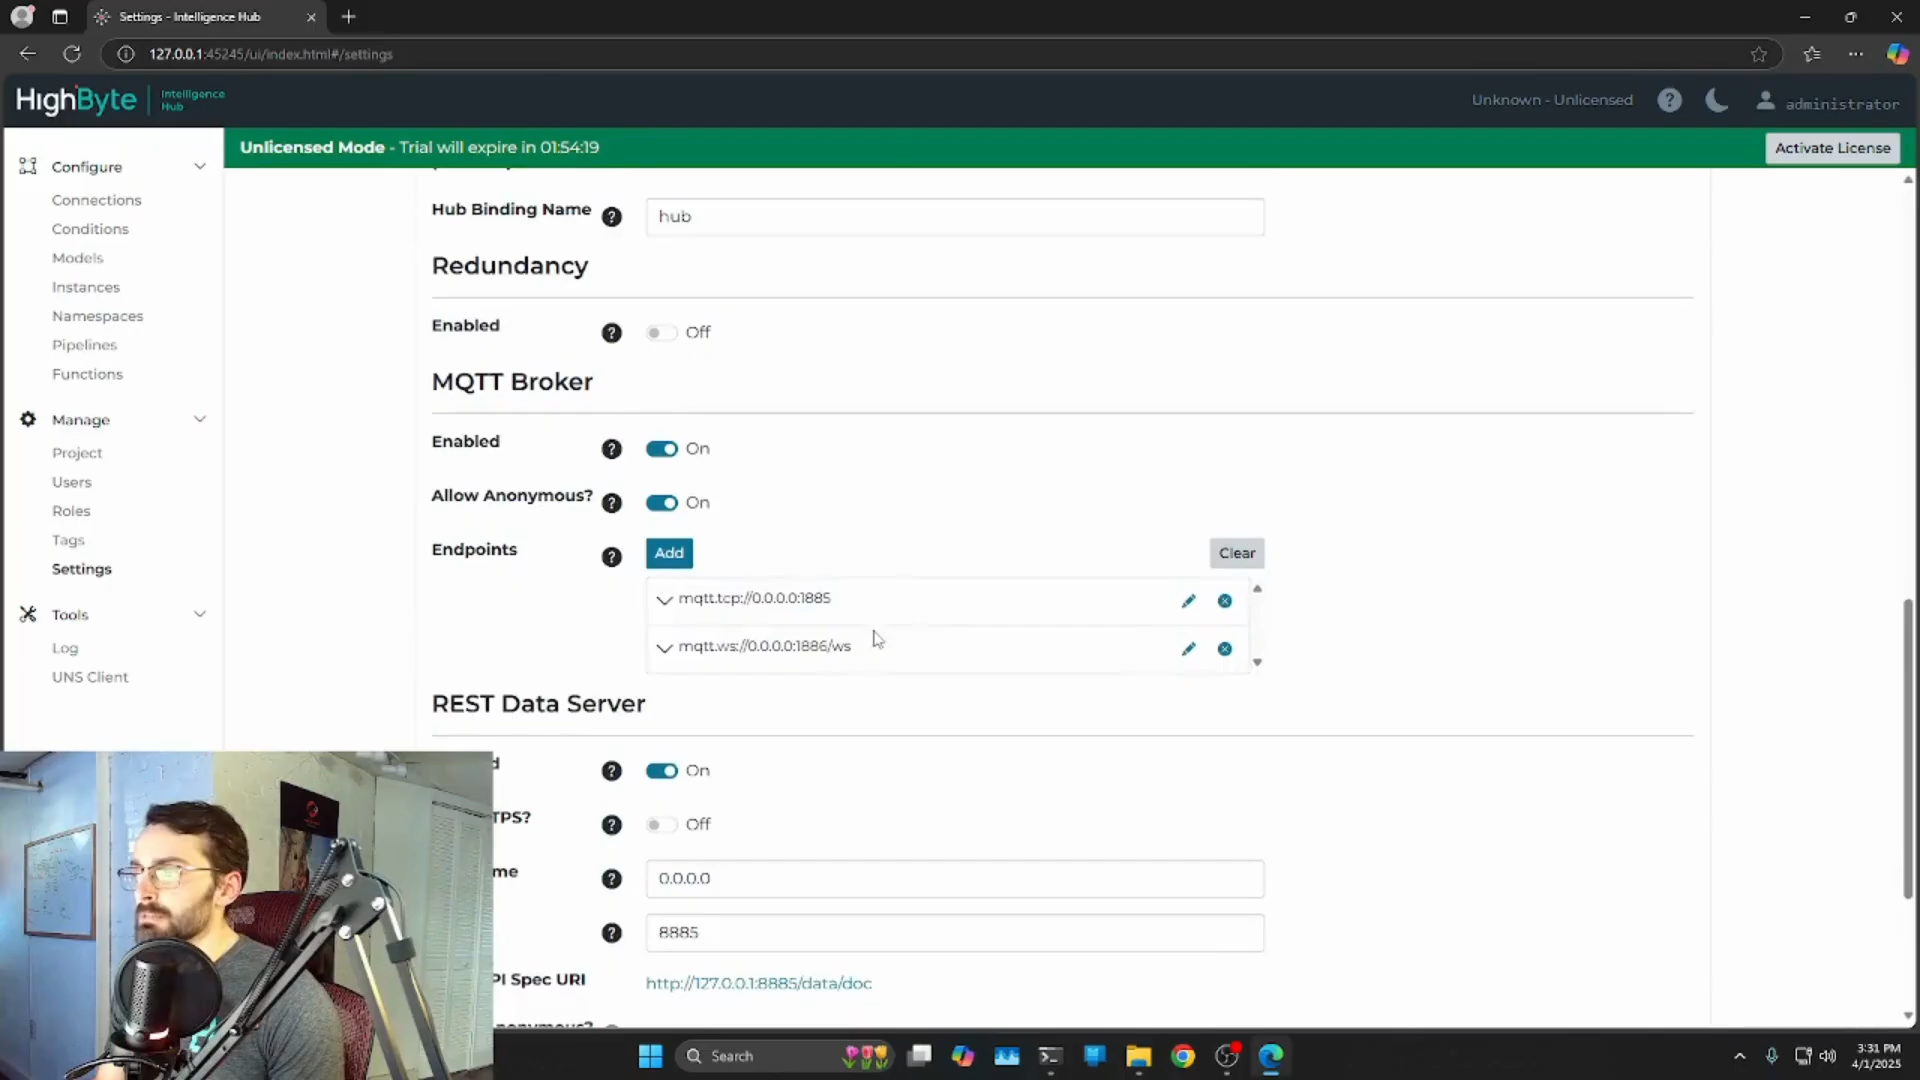 Settings - Intelligence Hub
127.0.0.1:45245/ui/index.html#/settings
HighByte
Intelligence
Hub
Unknown - Unlicensed
administrator
Unlicensed Mode - Trial will expire in 01:54:19
Activate License
Configure
Connections
Conditions
Models
Instances
Namespaces
Pipelines
Functions
Manage
Project
Users
Roles
Tags
Settings
Tools
Log
UNS Client
Hub Binding Name
hub
Redundancy
Enabled
Off
MQTT Broker
Enabled
On
Allow Anonymous?
On
Endpoints
Add
Clear
mqtt.tcp://0.0.0.0:1885
mqtt.ws://0.0.0.0:1886/ws
REST Data Server
d
On
TPS?
Off
me
0.0.0.0
8885
PI Spec URI
http://127.0.0.1:8885/data/doc
Search
3:31 PM
4/1/2025